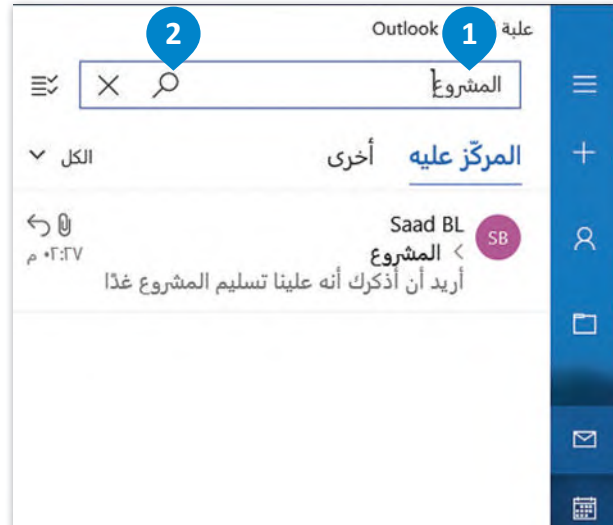 علبة Outlook
1
2
المشروع
المركّز عليه
أخرى
الكل
SB
Saad BL
المشروع
٠٢:٢٧ م
أريد أن أذكرك أنه علينا تسليم المشروع غدًا